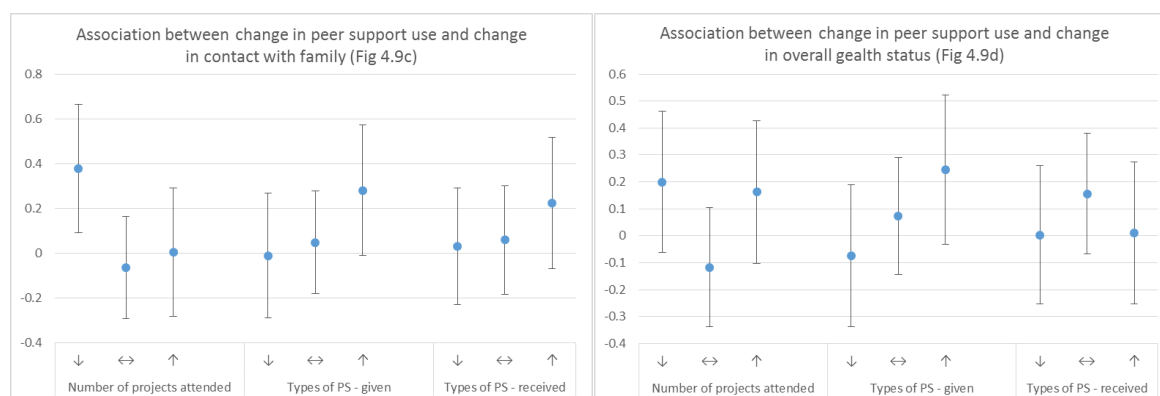 Association between change in peer support use and change
in contact with family (Fig 4.9c)
0.8
0.6
0.4
0.2
0
-0.2
-0.4
↓ ↔ ↑ ↓ ↔ ↑ ↓ ↔ ↑
Number of projects attended Types of PS - given Types of PS - received
Association between change in peer support use and change
in overall gealth status (Fig 4.9d)
0.6
0.5
0.4
0.3
0.2
0.1
0
-0.1
-0.2
-0.3
-0.4
↓ ↔ ↑ ↓ ↔ ↑ ↓ ↔ ↑
Number of projects attended Types of PS - given Types of PS - received